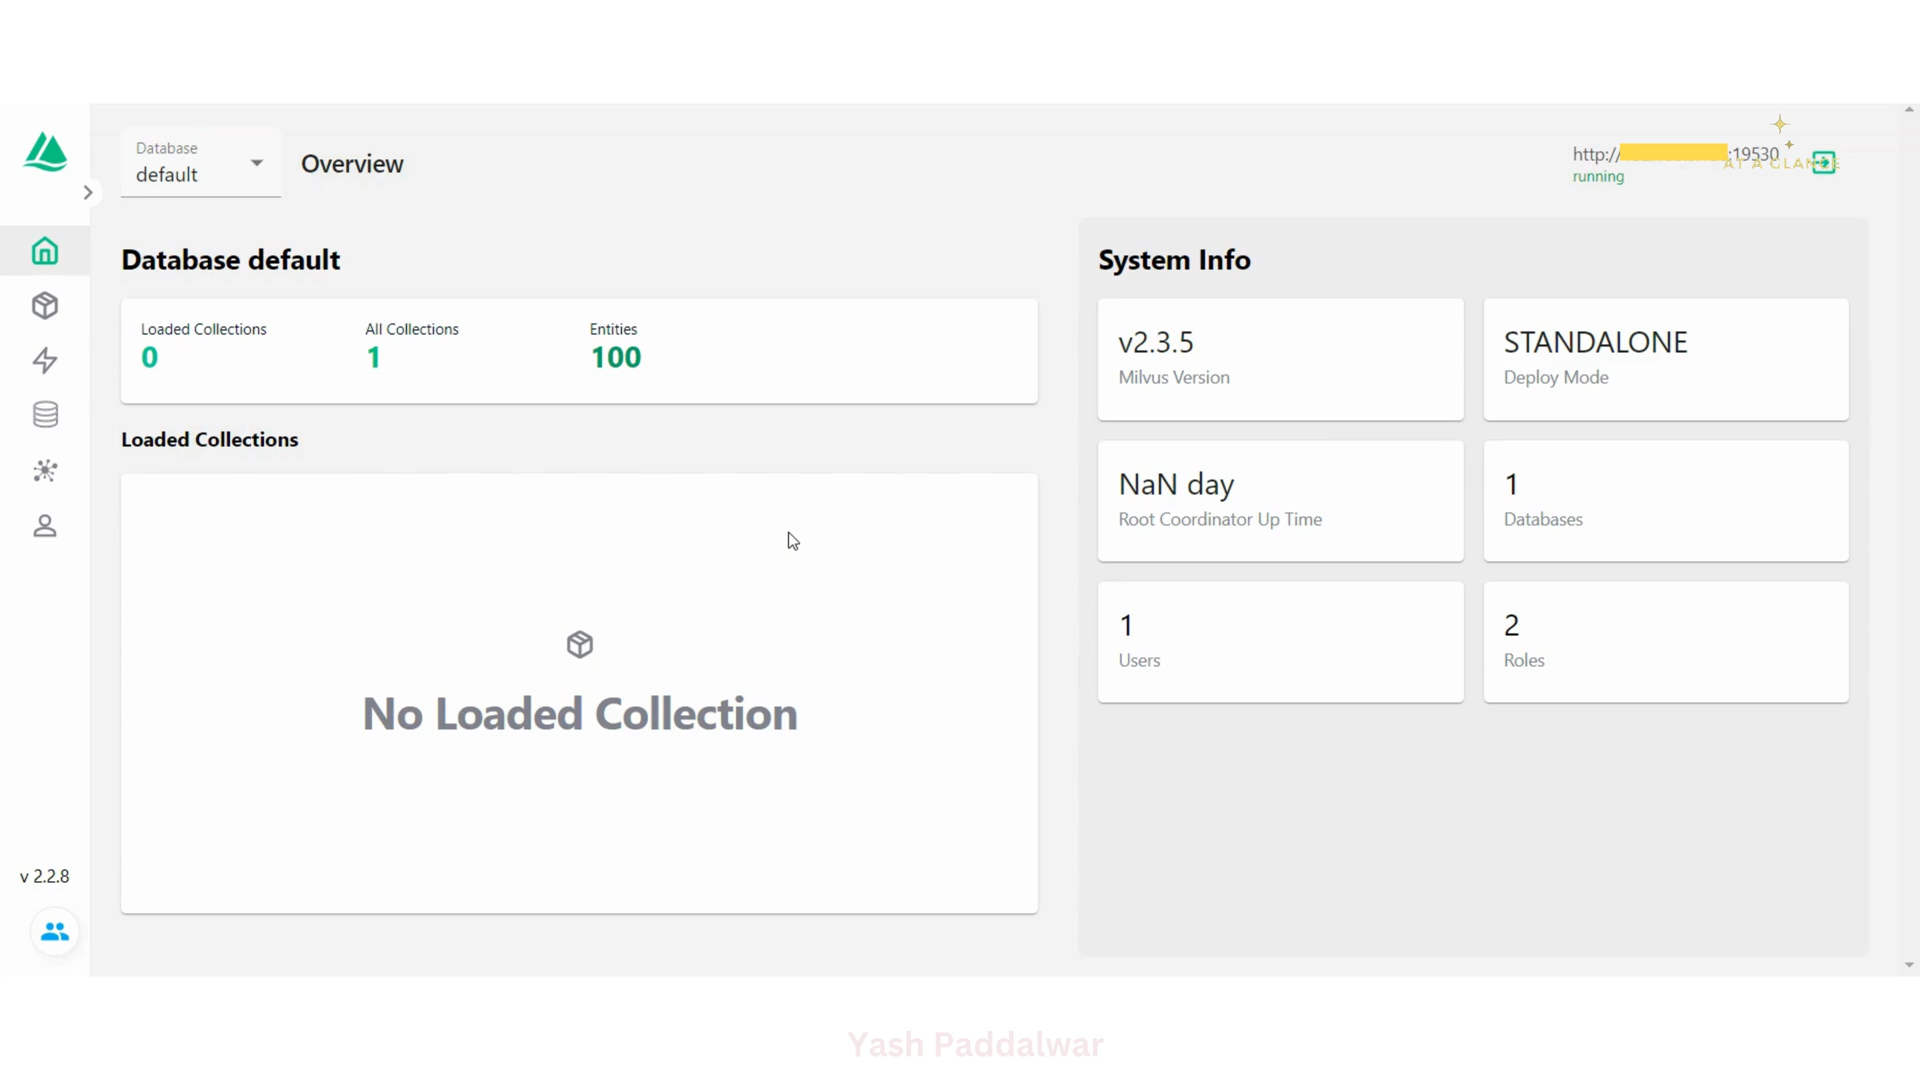 Database
default
Overview
http://
:19530
AT A GLANCE
running
Database default
Loaded Collections
0
All Collections
1
Entities
100
Loaded Collections
No Loaded Collection
System Info
v2.3.5
Milvus Version
STANDALONE
Deploy Mode
NaN day
Root Coordinator Up Time
1
Databases
1
Users
2
Roles
v 2.2.8
Yash Paddalwar